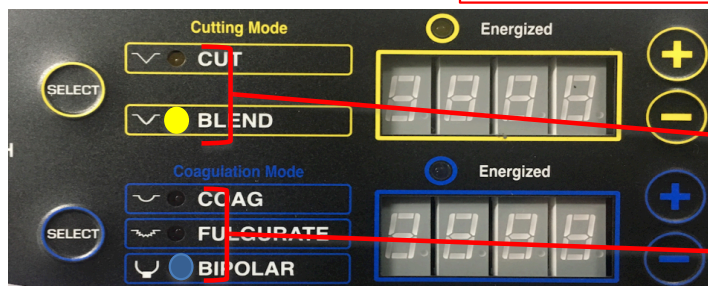 Cutting Mode
Energized
CUT
SELECT
BLEND
H
Coagulation Mode
Energized
COAG
SELECT
FULGURATE
BIPOLAR